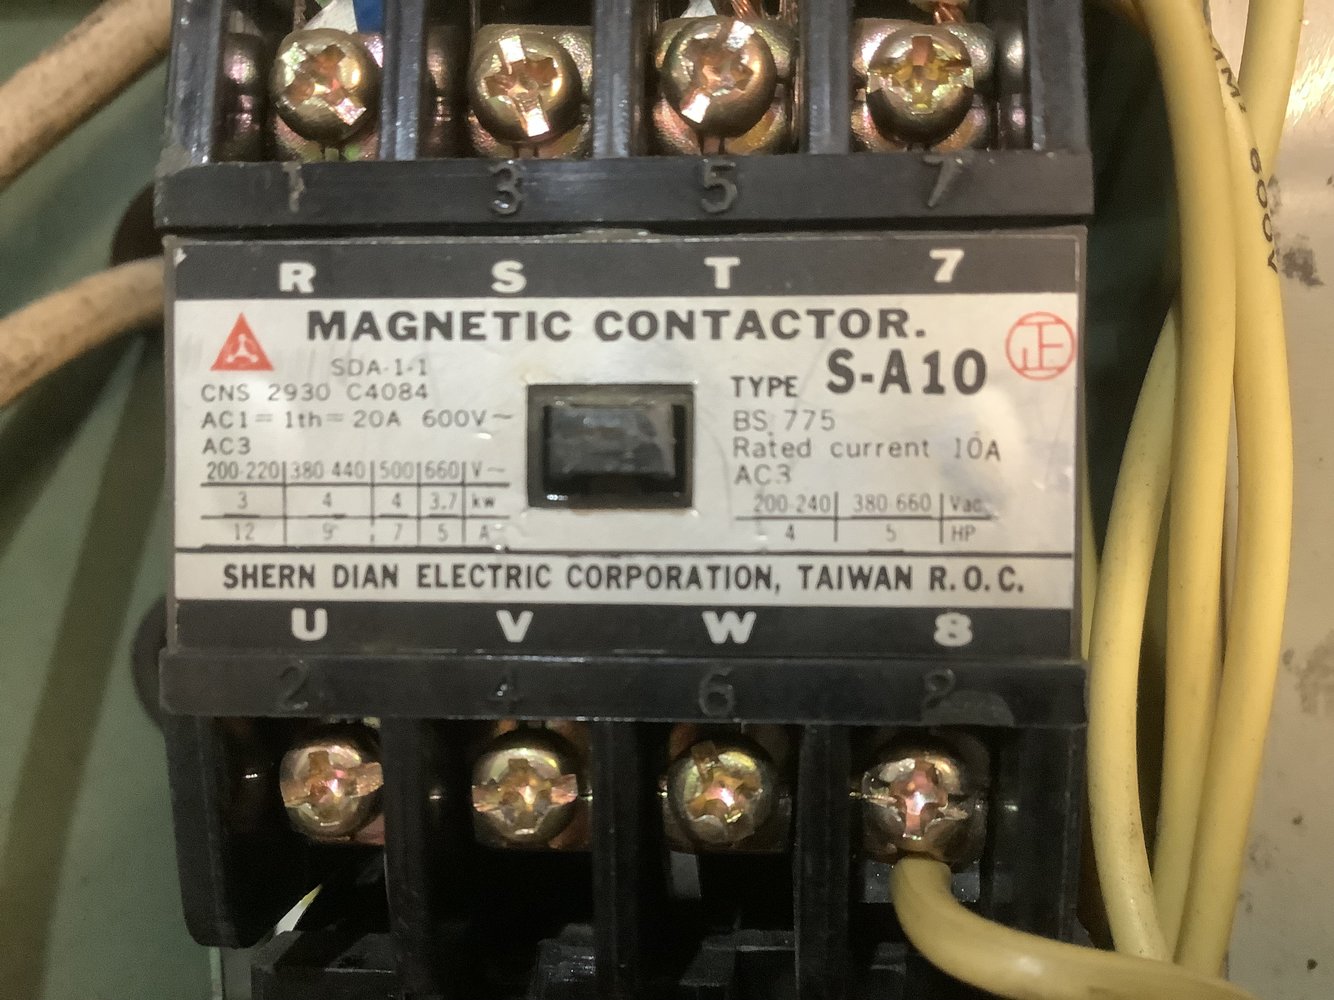 1 3 5 7
R S T 7
MAGNETIC CONTACTOR.
SDA-1-1
CNS 2930 C4084
AC1=1th=20A 600V~
AC3
200-220 380-440 500 660 V~
3 4 4 3.7 kw
12 9 7 5 A
TYPE S-A10
BS 775
Rated current 10A
AC3
200-240 380-660 Vac
4 5 HP
正
SHERN DIAN ELECTRIC CORPORATION, TAIWAN R.O.C.
U V W 8
2 4 6 8
600V